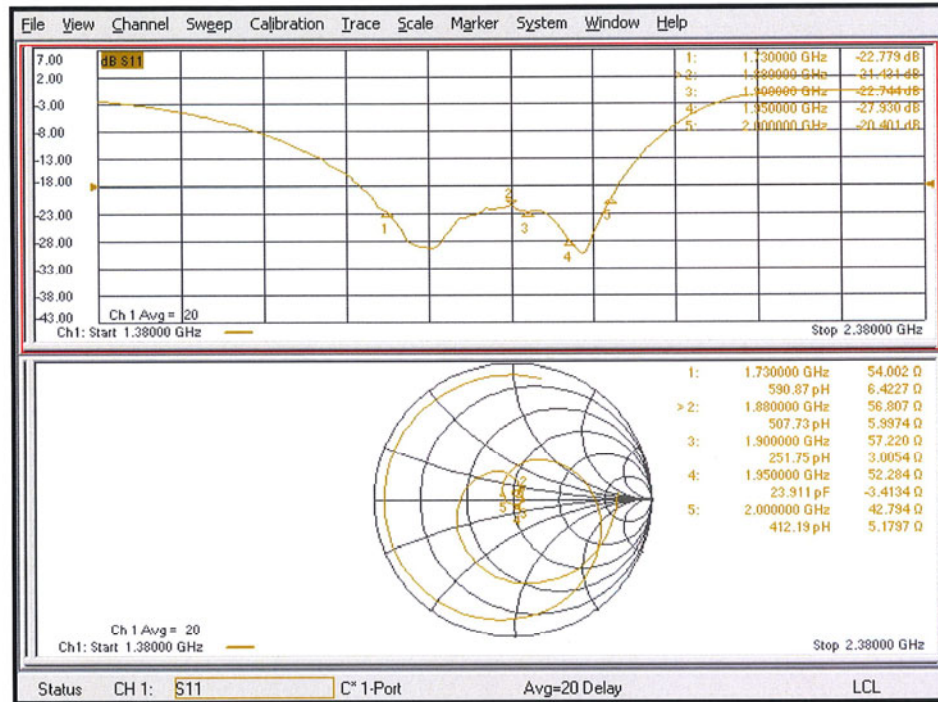 File View Channel Sweep Calibration Trace Scale Marker System Window Help
7.00
2.00
-3.00
-8.00
-13.00
-18.00
-23.00
-28.00
-33.00
-38.00
-43.00
dB S11
1: 1.730000 GHz -22.779 dB
> 2: 1.880000 GHz -21.431 dB
3: 1.900000 GHz -22.744 dB
4: 1.950000 GHz -27.930 dB
5: 2.000000 GHz -20.401 dB
1
2
3
4
5
Ch 1 Avg = 20
Ch1: Start 1.38000 GHz
Stop 2.38000 GHz
1: 1.730000 GHz 54.002 Ω
590.87 pH 6.4227 Ω
> 2: 1.880000 GHz 56.807 Ω
507.73 pH 5.9974 Ω
3: 1.900000 GHz 57.220 Ω
251.75 pH 3.0054 Ω
4: 1.950000 GHz 52.284 Ω
23.911 pF -3.4134 Ω
5: 2.000000 GHz 42.794 Ω
412.19 pH 5.1797 Ω
2
5
3
Ch 1 Avg = 20
Ch1: Start 1.38000 GHz
Stop 2.38000 GHz
Status CH 1: S11 C* 1-Port Avg=20 Delay LCL